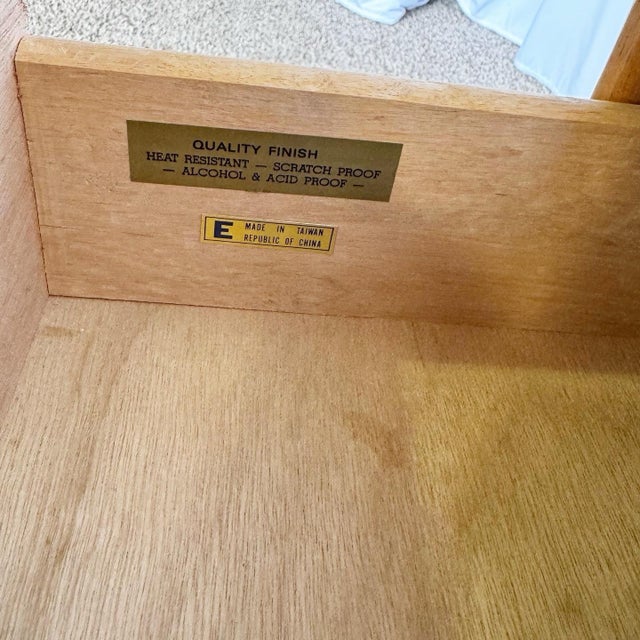 QUALITY FINISH
HEAT RESISTANT — SCRATCH PROOF
— ALCOHOL & ACID PROOF —
E MADE IN TAIWAN
REPUBLIC OF CHINA